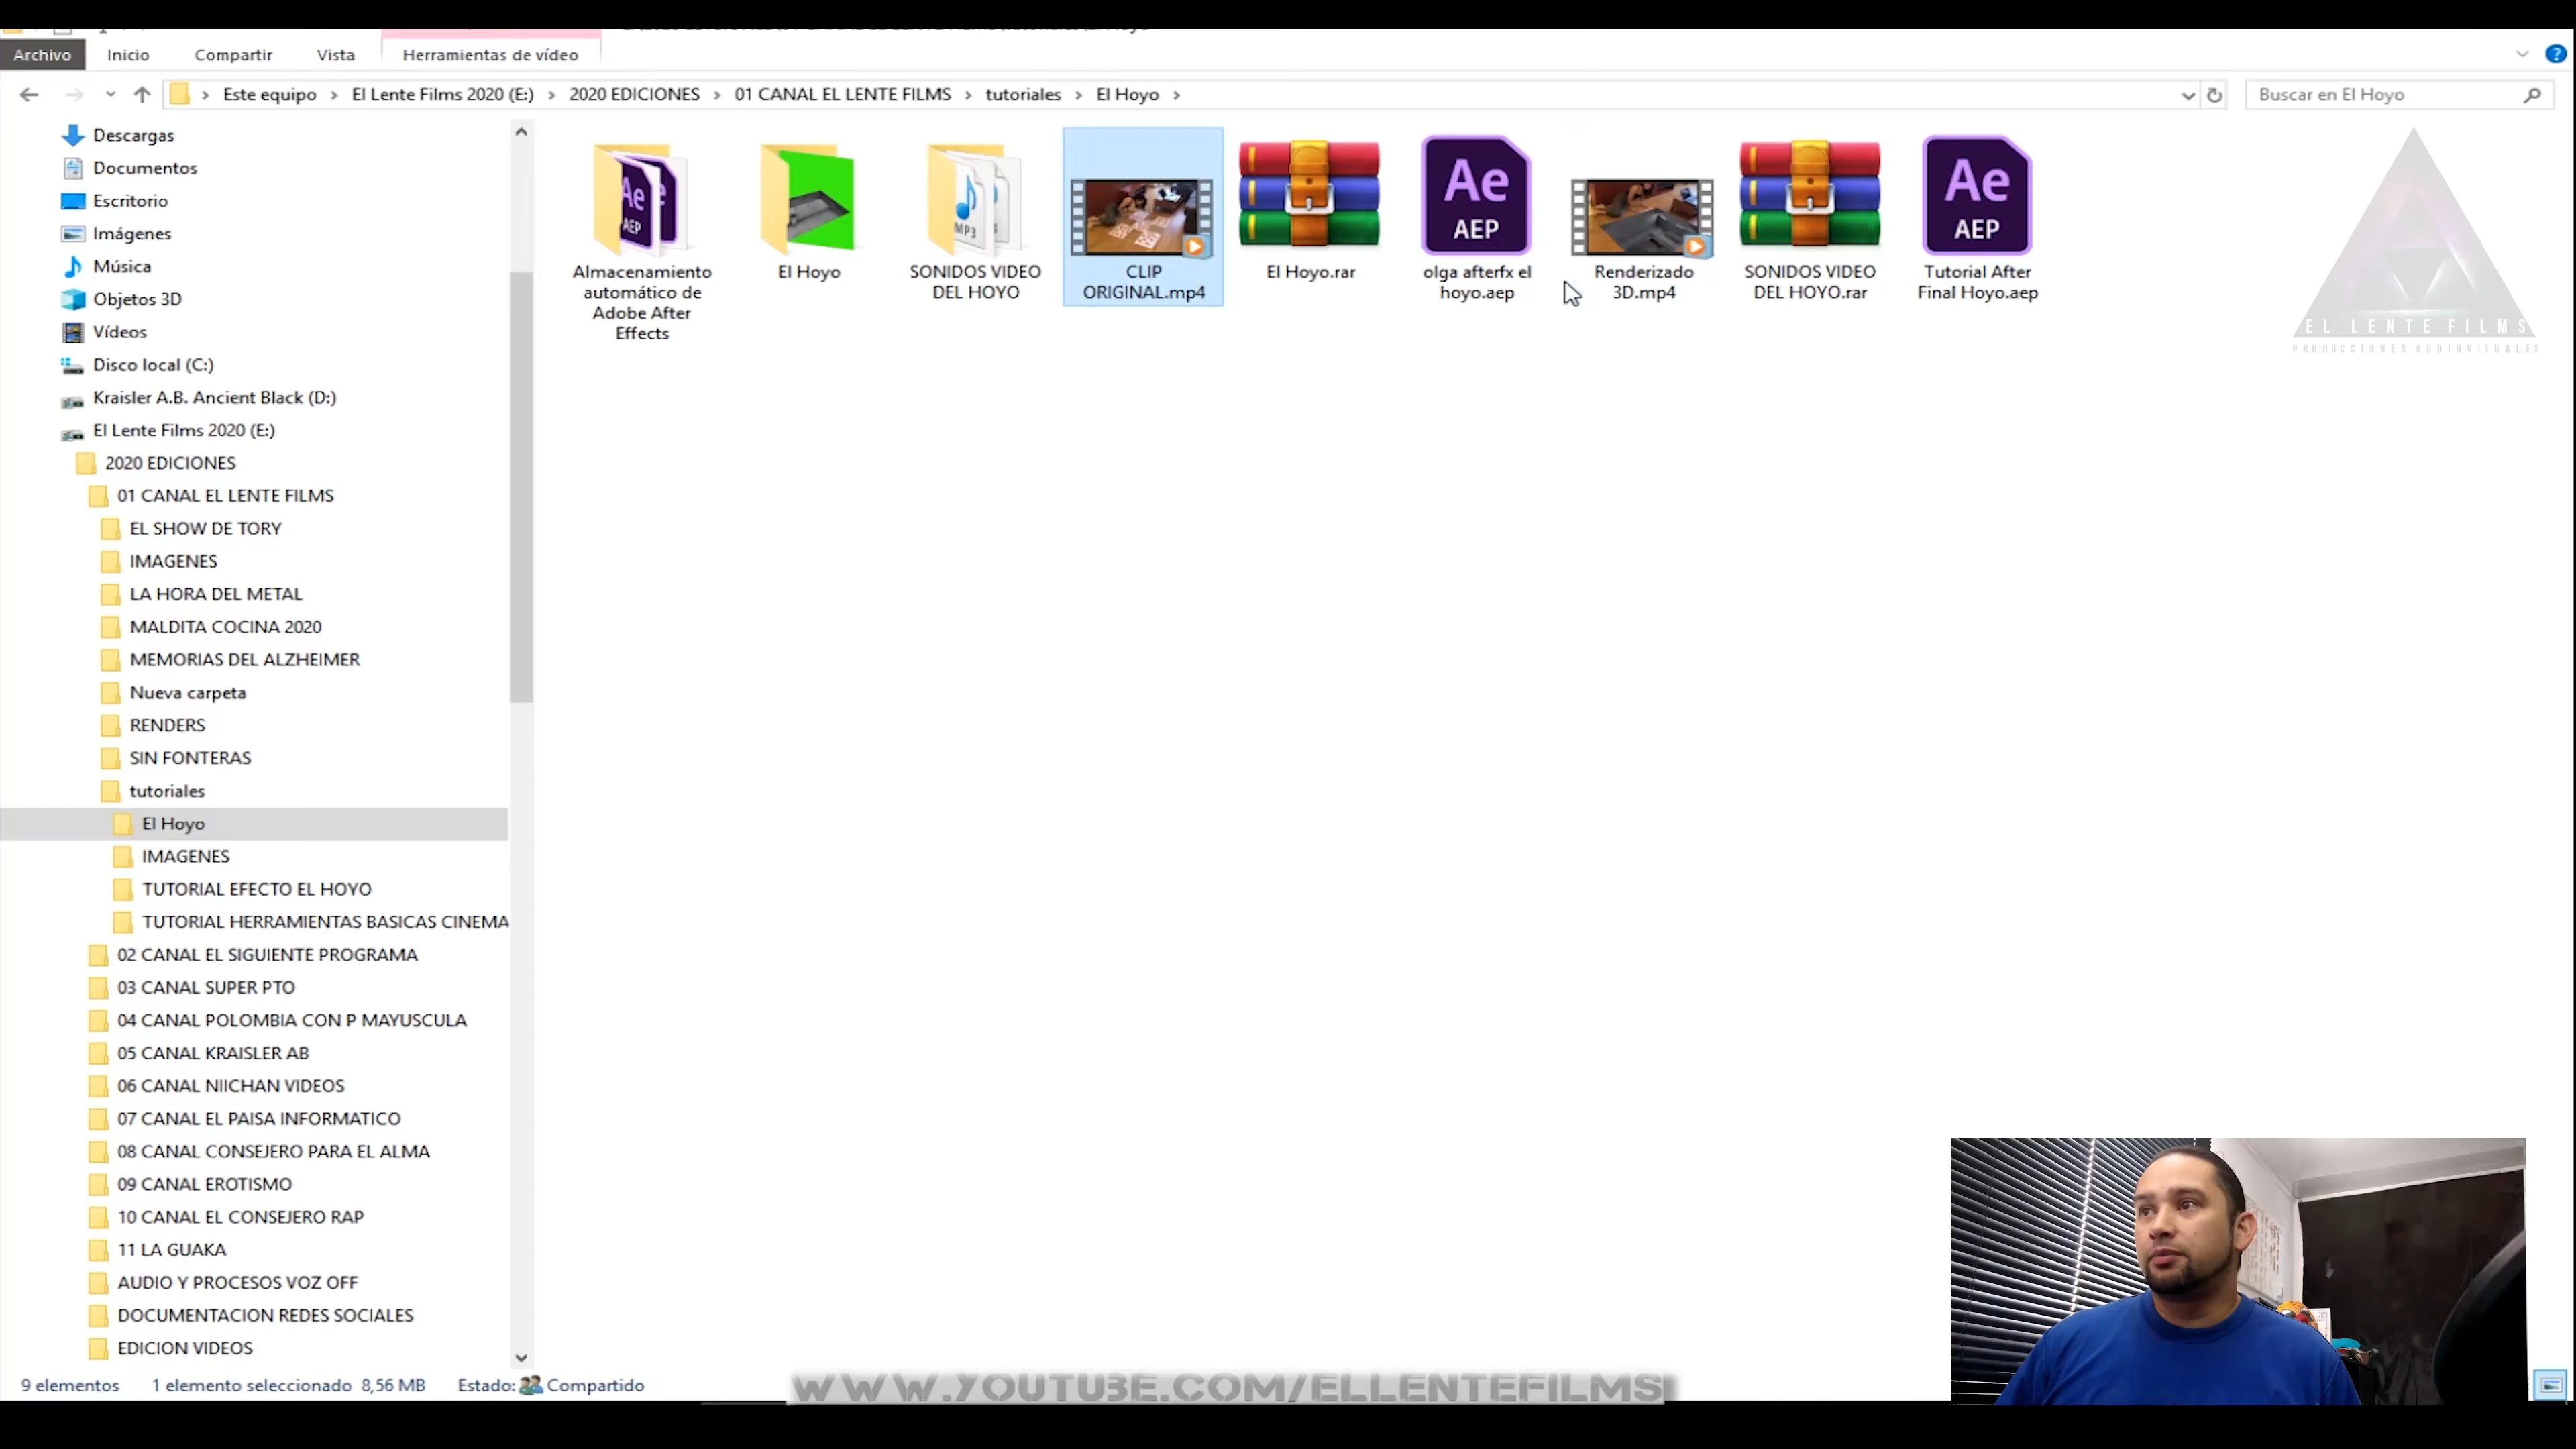 Archivo Inicio Compartir Vista Herramientas de vídeo
Este equipo El Lente Films 2020 (E:) 2020 EDICIONES 01 CANAL EL LENTE FILMS tutoriales El Hoyo
Buscar en El Hoyo
Descargas
Documentos
Escritorio
Imágenes
Música
Objetos 3D
Vídeos
Disco local (C:)
Kraisler A.B. Ancient Black (D:)
El Lente Films 2020 (E:)
2020 EDICIONES
01 CANAL EL LENTE FILMS
EL SHOW DE TORY
IMAGENES
LA HORA DEL METAL
MALDITA COCINA 2020
MEMORIAS DEL ALZHEIMER
Nueva carpeta
RENDERS
SIN FONTERAS
tutoriales
El Hoyo
IMAGENES
TUTORIAL EFECTO EL HOYO
TUTORIAL HERRAMIENTAS BASICAS CINEMA
02 CANAL EL SIGUIENTE PROGRAMA
03 CANAL SUPER PTO
04 CANAL POLOMBIA CON P MAYUSCULA
05 CANAL KRAISLER AB
06 CANAL NIICHAN VIDEOS
07 CANAL EL PAISA INFORMATICO
08 CANAL CONSEJERO PARA EL ALMA
09 CANAL EROTISMO
10 CANAL EL CONSEJERO RAP
11 LA GUAKA
AUDIO Y PROCESOS VOZ OFF
DOCUMENTACION REDES SOCIALES
EDICION VIDEOS
Ae
AEP
Almacenamiento
automático de
Adobe After
Effects
El Hoyo
MP3
SONIDOS VIDEO
DEL HOYO
CLIP
ORIGINAL.mp4
El Hoyo.rar
Ae
AEP
olga afterfx el
hoyo.aep
Renderizado
3D.mp4
SONIDOS VIDEO
DEL HOYO.rar
Ae
AEP
Tutorial After
Final Hoyo.aep
EL LENTE FILMS
PRODUCCIONES AUDIOVISUALES
9 elementos 1 elemento seleccionado 8,56 MB Estado: Compartido
WWW.YOUTUBE.COM/ELLENTEFILMS